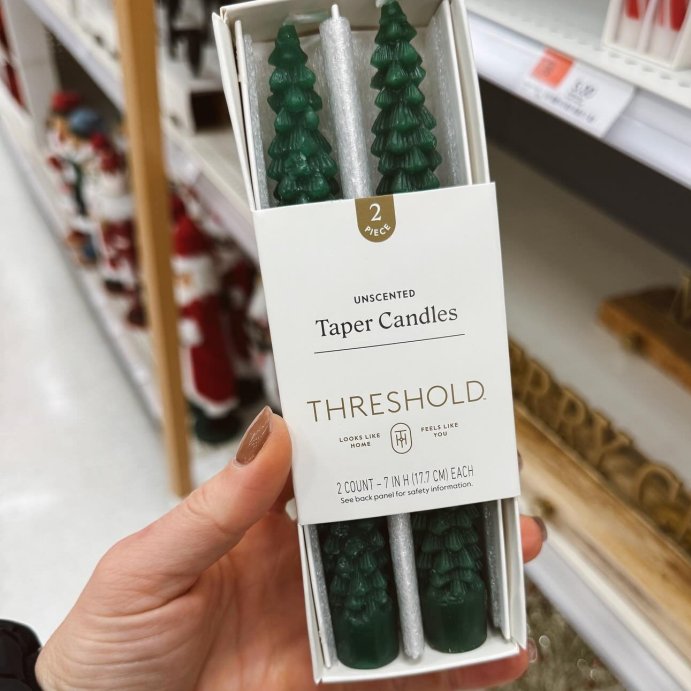 2
PIECE
UNSCENTED
Taper Candles
THRESHOLD™
LOOKS LIKE
HOME
FEELS LIKE
YOU
2 COUNT – 7 IN H (17.7 CM) EACH
See back panel for safety information.